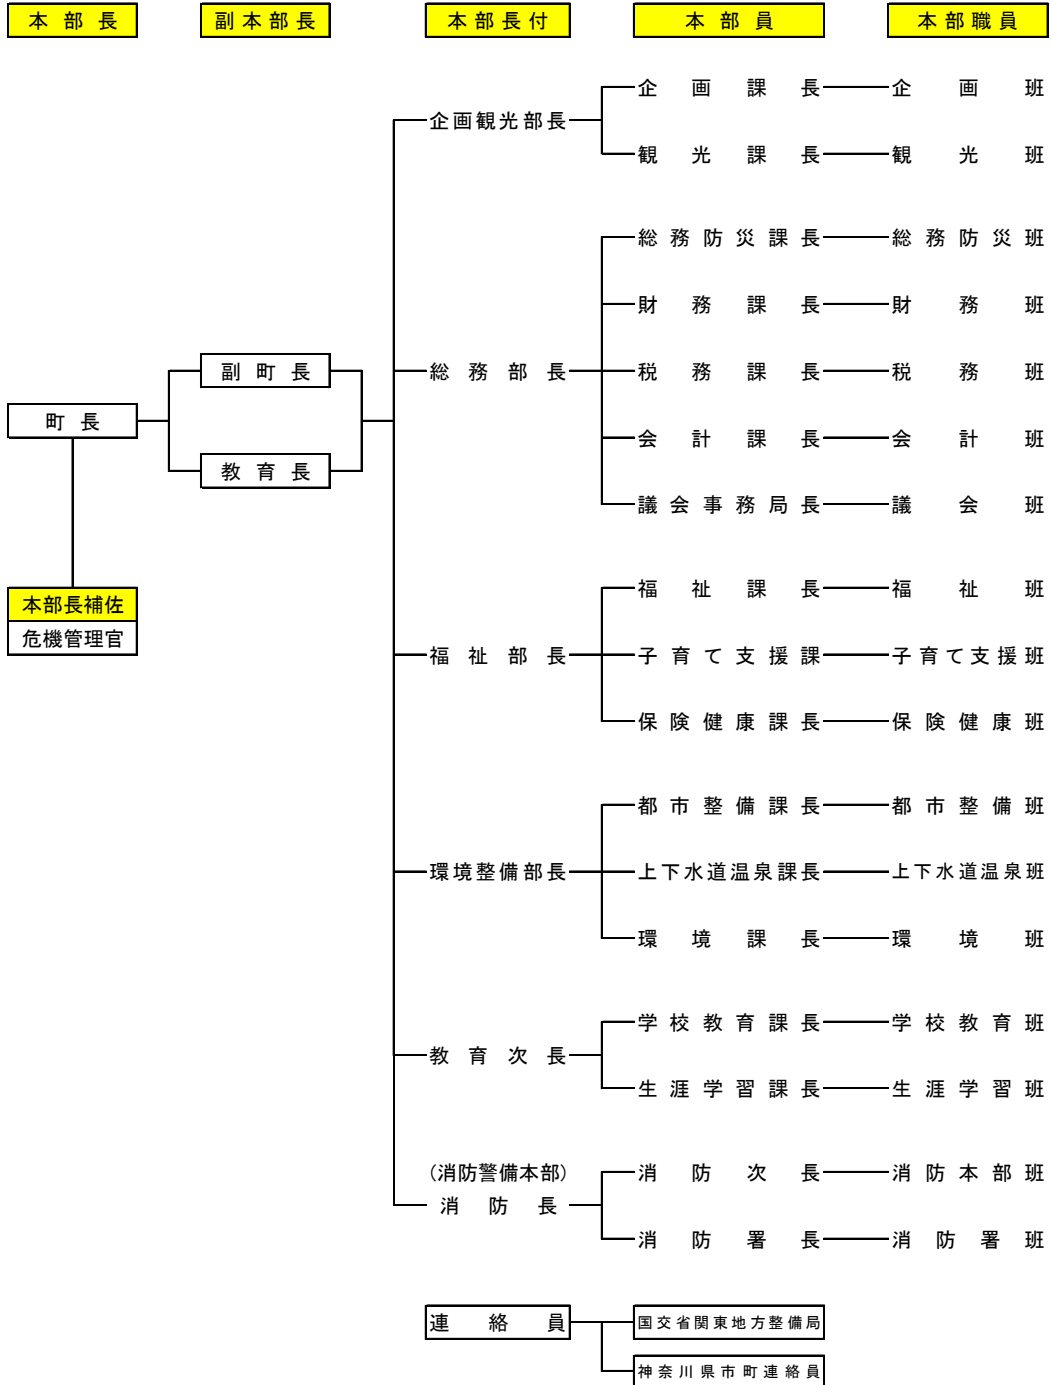 本部長 副本部長 本部長付 本部員 本部職員
企画課長 企画班
企画観光部長
観光課長 観光班
総務防災課長 総務防災班
財務課長 財務班
副町長 総務部長 税務課長 税務班
町長
会計課長 会計班
教育長
議会事務局長 議会班
本部長補佐 福祉課長 福祉班
危機管理官
福祉部長 子育て支援課 子育て支援班
保険健康課長 保険健康班
都市整備課長 都市整備班
環境整備部長 上下水道温泉課長 上下水道温泉班
環境課長 環境班
学校教育課長 学校教育班
教育次長
生涯学習課長 生涯学習班
(消防警備本部) 消防次長 消防本部班
消防長
消防署長 消防署班
連絡員 国交省関東地方整備局
神奈川県市町連絡員